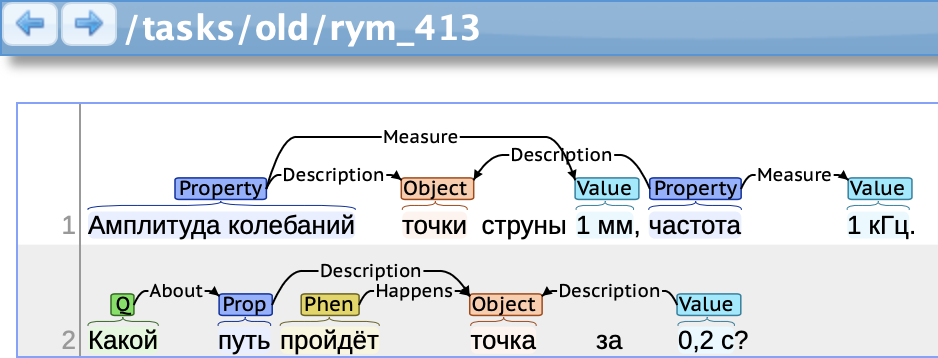 /tasks/old/rym_413
Measure
Description Description
Property Object Value Property Measure Value
1 Амплитуда колебаний точки струны 1 мм, частота 1 кГц.
Description
About Happens Description
Q Prop Phen Object Value
2 Какой путь пройдёт точка за 0,2 с?